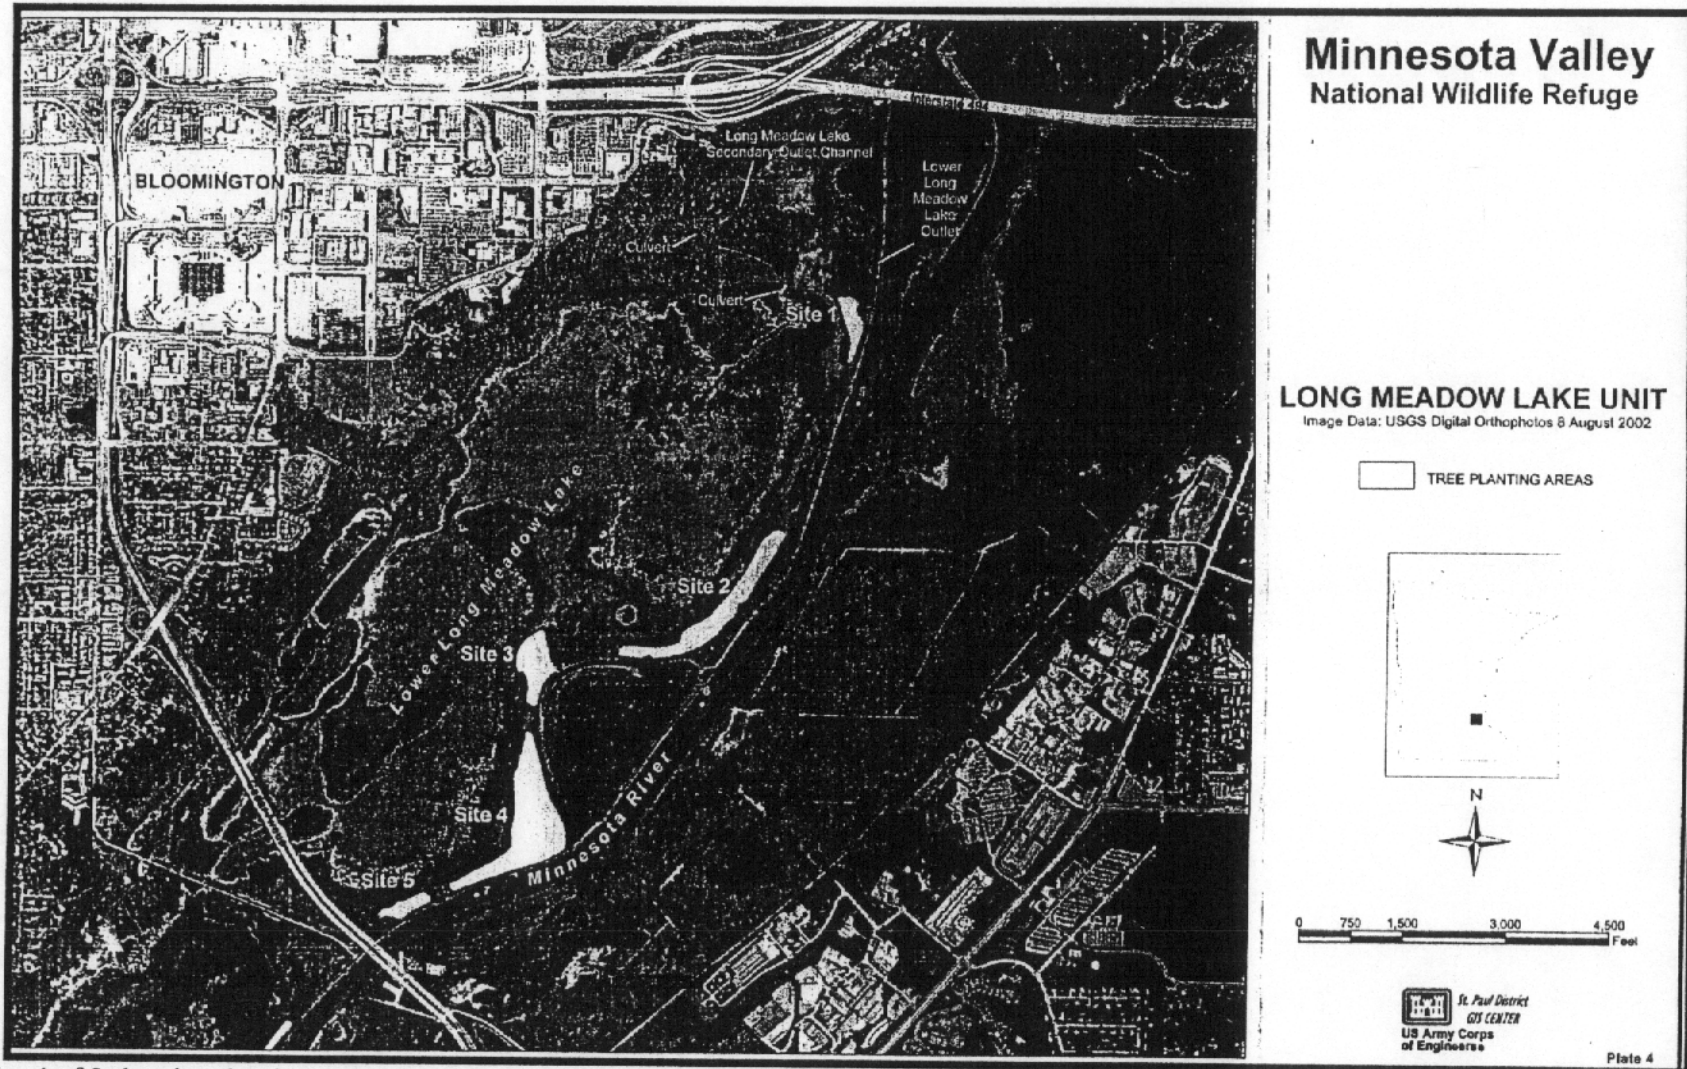 Minnesota Valley
National Wildlife Refuge
LONG MEADOW LAKE UNIT
Image Data: USGS Digital Orthophotos 8 August 2002
TREE PLANTING AREAS
N
0 750 1,500 3,000 4,500
Feet
St. Paul District
GIS CENTER
US Army Corps
of Engineerse
Plate 4
Interstate 494
BLOOMINGTON
Long Meadow Lake
Secondary Outlet Channel
Lower
Long
Meadow
Lake
Outlet
Culvert
Culvert
Site 1
Lower Long Meadow Lake
Site 2
Site 3
Site 4
Minnesota River
Site 5